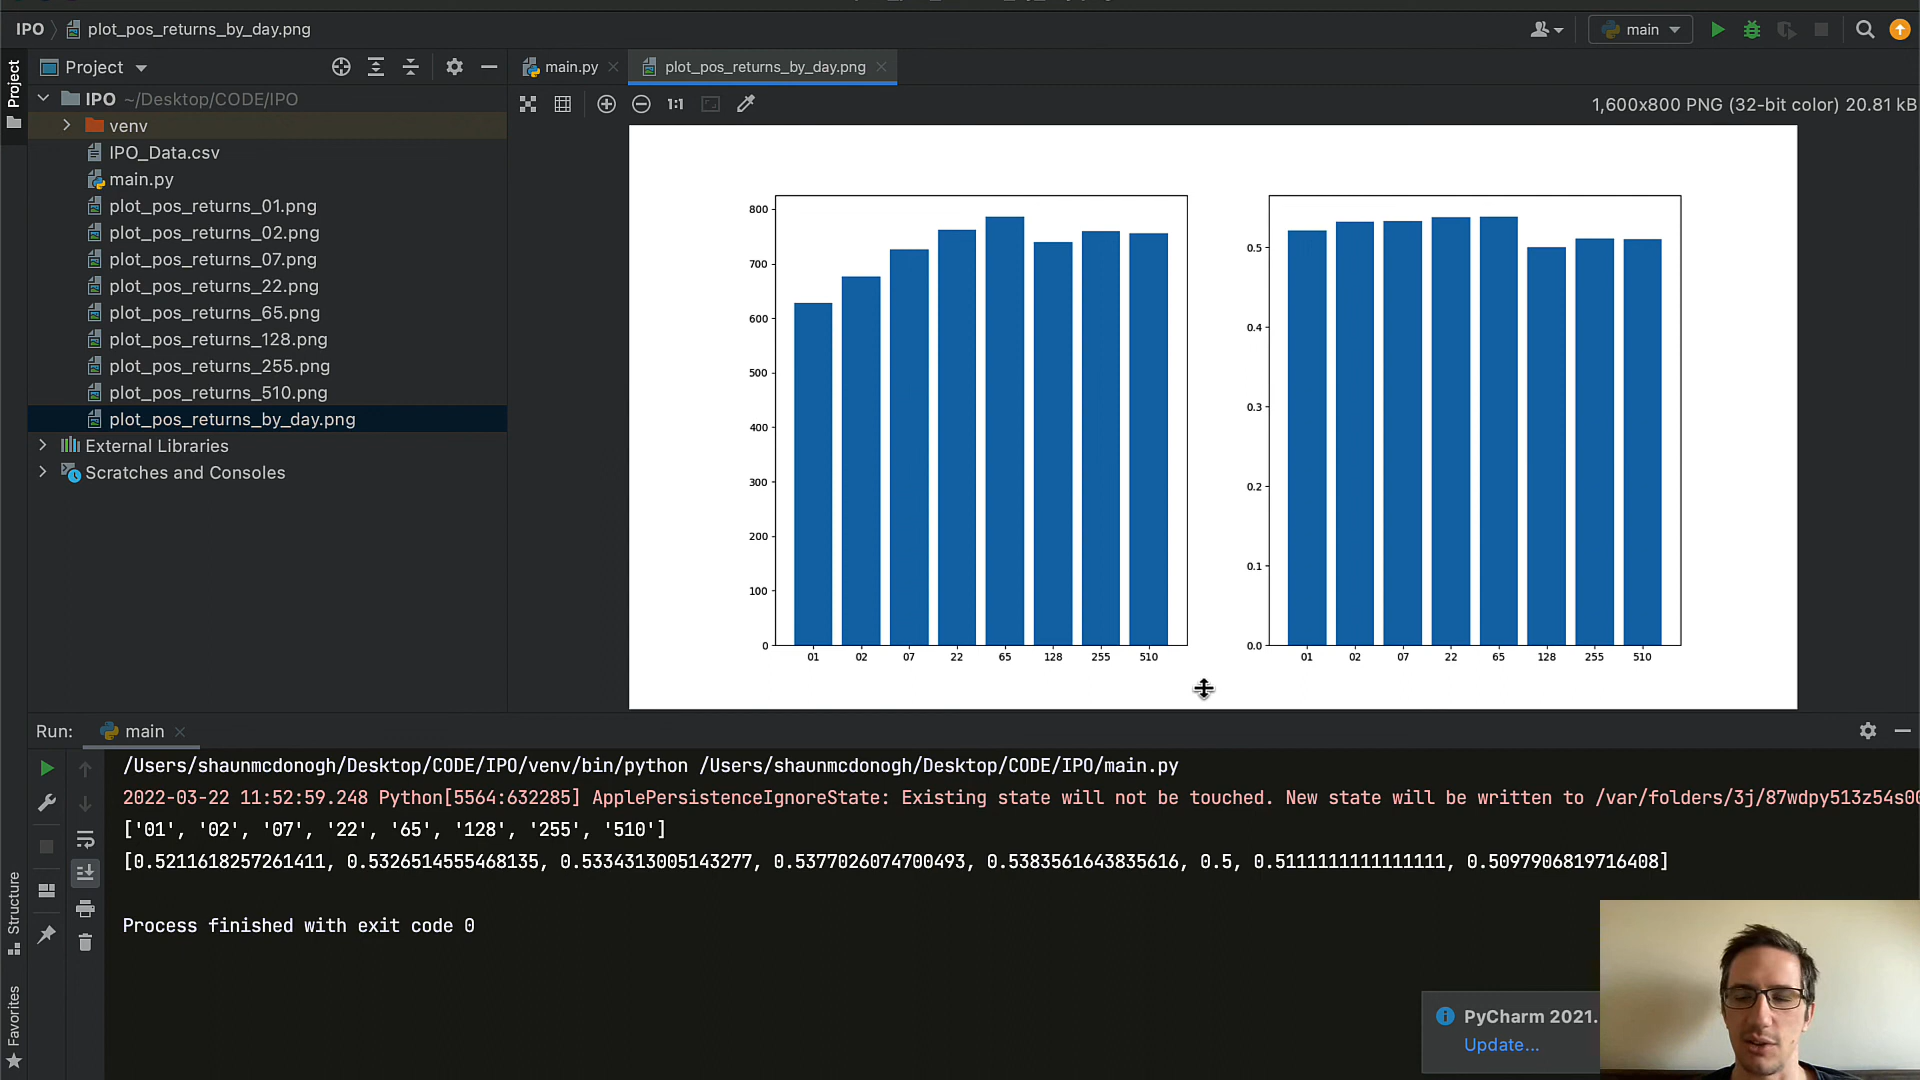 IPO
plot_pos_returns_by_day.png
main
Project
Project
main.py
plot_pos_returns_by_day.png
IPO ~/Desktop/CODE/IPO
1:1
1,600x800 PNG (32-bit color) 20.81 kB
venv
IPO_Data.csv
main.py
plot_pos_returns_01.png
plot_pos_returns_02.png
plot_pos_returns_07.png
plot_pos_returns_22.png
plot_pos_returns_65.png
plot_pos_returns_128.png
plot_pos_returns_255.png
plot_pos_returns_510.png
plot_pos_returns_by_day.png
External Libraries
Scratches and Consoles
800
700
600
500
400
300
200
100
0
01 02 07 22 65 128 255 510
0.5
0.4
0.3
0.2
0.1
0.0
01 02 07 22 65 128 255 510
Run: main
/Users/shaunmcdonogh/Desktop/CODE/IPO/venv/bin/python /Users/shaunmcdonogh/Desktop/CODE/IPO/main.py
2022-03-22 11:52:59.248 Python[5564:632285] ApplePersistenceIgnoreState: Existing state will not be touched. New state will be written to /var/folders/3j/87wdpy513z54s00
['01', '02', '07', '22', '65', '128', '255', '510']
[0.5211618257261411, 0.5326514555468135, 0.5334313005143277, 0.5377026074700493, 0.5383561643835616, 0.5, 0.5111111111111111, 0.5097906819716408]
Process finished with exit code 0
Structure
Favorites
PyCharm 2021.
Update...